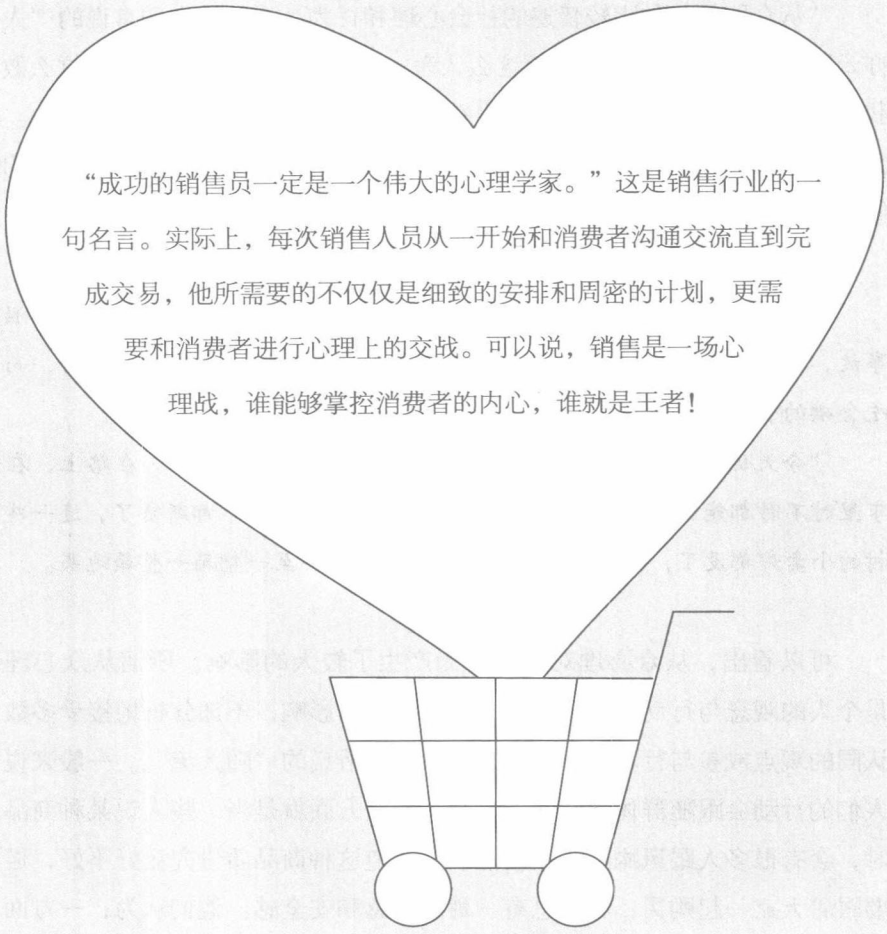 “成功的销售员一定是一个伟大的心理学家。”这是销售行业的一
句名言。实际上，每次销售人员从一开始和消费者沟通交流直到完
成交易，他所需要的不仅仅是细致的安排和周密的计划，更需
要和消费者进行心理上的交战。可以说，销售是一场心
理战，谁能够掌控消费者的内心，谁就是王者！